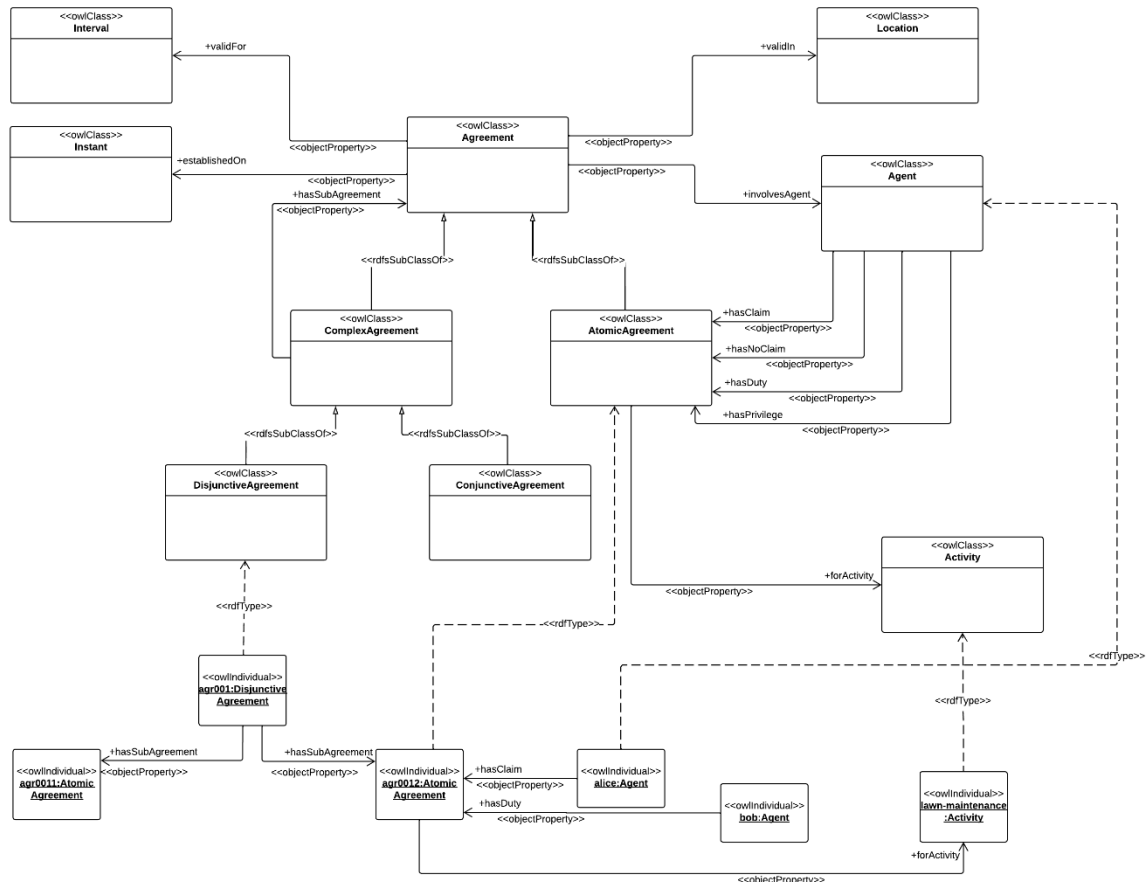 <<owlClass>>
Interval
<<owlClass>>
Location
+validFor
+validIn
<<owlClass>>
Agreement
<<objectProperty>>
<<objectProperty>>
<<owlClass>>
Instant
+establishedOn
<<objectProperty>>
<<objectProperty>>
<<owlClass>>
Agent
+hasSubAgreement
<<objectProperty>>
+involvesAgent
<<rdfsSubClassOf>>
<<rdfsSubClassOf>>
<<owlClass>>
ComplexAgreement
<<owlClass>>
AtomicAgreement
+hasClaim
<<objectProperty>>
+hasNoClaim
<<objectProperty>>
+hasDuty
<<objectProperty>>
+hasPrivilege
<<objectProperty>>
<<rdfsSubClassOf>>
<<rdfsSubClassOf>>
<<owlClass>>
DisjunctiveAgreement
<<owlClass>>
ConjunctiveAgreement
<<owlClass>>
Activity
+forActivity
<<objectProperty>>
<<rdfType>>
<<rdfType>>
<<rdfType>>
<<rdfType>>
<<owlIndividual>>
agr001:Disjunctive
Agreement
+hasSubAgreement
<<objectProperty>>
+hasSubAgreement
<<objectProperty>>
<<owlIndividual>>
agr0011:Atomic
Agreement
<<owlIndividual>>
agr0012:Atomic
Agreement
+hasClaim
<<objectProperty>>
<<owlIndividual>>
alice:Agent
+hasDuty
<<objectProperty>>
<<owlIndividual>>
bob:Agent
<<owlIndividual>>
lawn-maintenance
:Activity
+forActivity
<<objectProperty>>